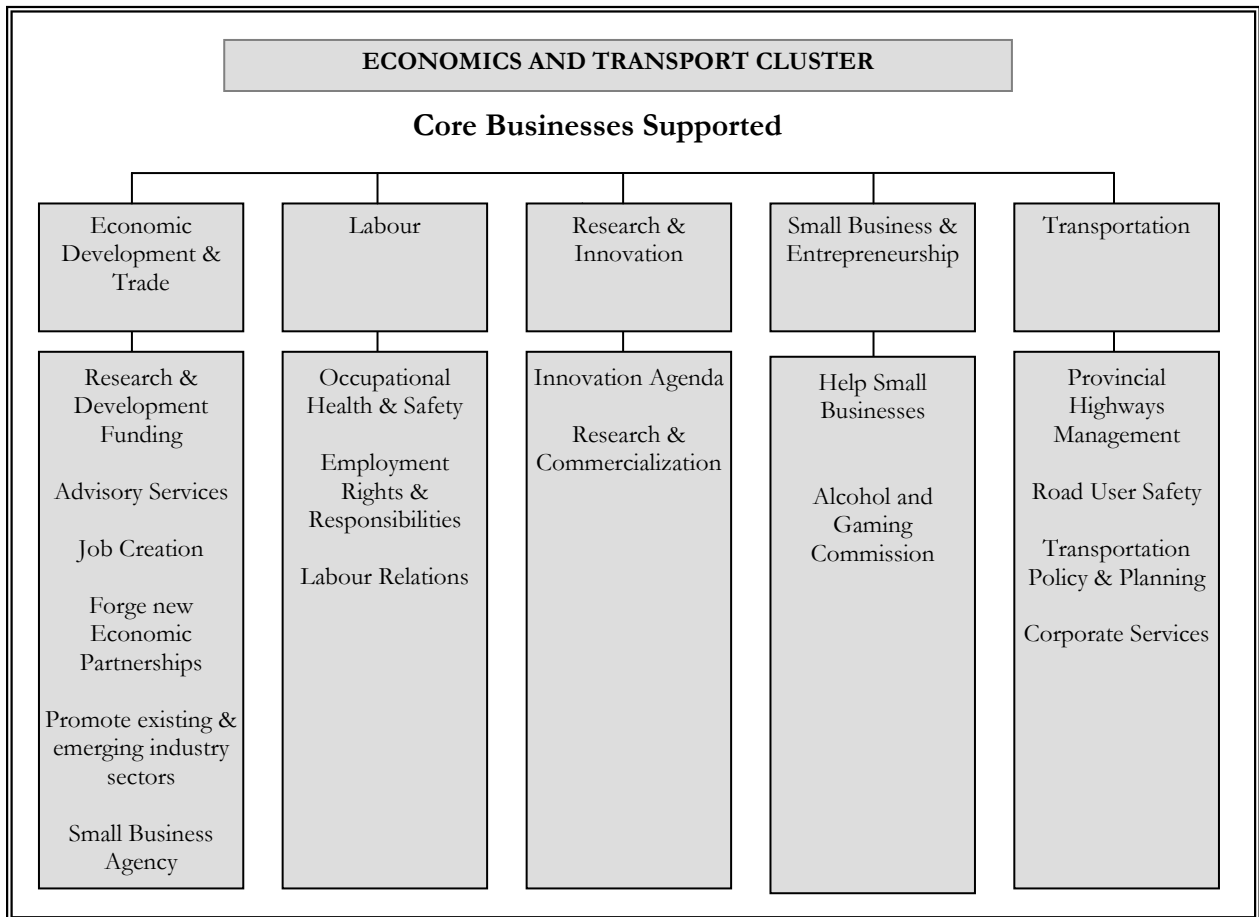 ECONOMICS AND TRANSPORT CLUSTER
Core Businesses Supported
Economic
Development &
Trade
Labour
Research &
Innovation
Small Business &
Entrepreneurship
Transportation
Research &
Development
Funding
Advisory Services
Job Creation
Forge new
Economic
Partnerships
Promote existing &
emerging industry
sectors
Small Business
Agency
Occupational
Health & Safety
Employment
Rights &
Responsibilities
Labour Relations
Innovation Agenda
Research &
Commercialization
Help Small
Businesses
Alcohol and
Gaming
Commission
Provincial
Highways
Management
Road User Safety
Transportation
Policy & Planning
Corporate Services